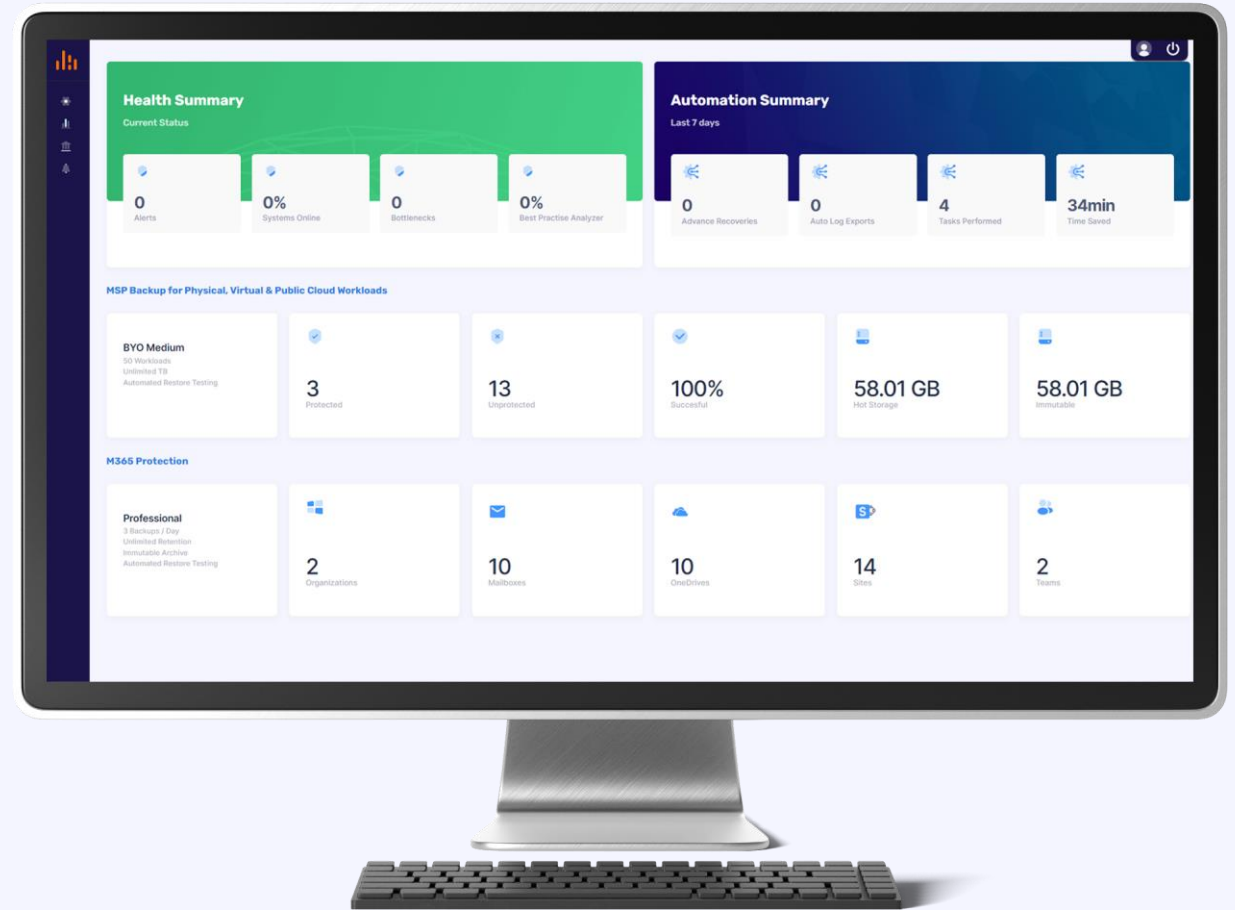 Health Summary
Current Status
0
Alerts
0%
Systems Online
0
Bottlenecks
0%
Best Practise Analyzer
Automation Summary
Last 7 days
0
Advance Recoveries
0
Auto Log Exports
4
Tasks Performed
34min
Time Saved
MSP Backup for Physical, Virtual & Public Cloud Workloads
BYO Medium
50 Workloads
Unlimited TB
Automated Restore Testing
3
Protected
13
Unprotected
100%
Succesful
58.01 GB
Hot Storage
58.01 GB
Immutable
M365 Protection
Professional
3 Backups / Day
Unlimited Retention
Immutable Archive
Automated Restore Testing
2
Organizations
10
Mailboxes
10
OneDrives
S
14
Sites
2
Teams